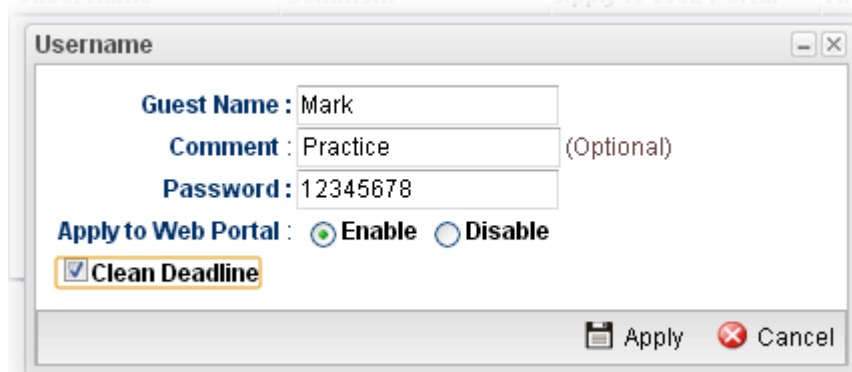 Username
Guest Name : Mark
Comment : Practice (Optional)
Password : 12345678
Apply to Web Portal : Enable Disable
Clean Deadline
Apply Cancel